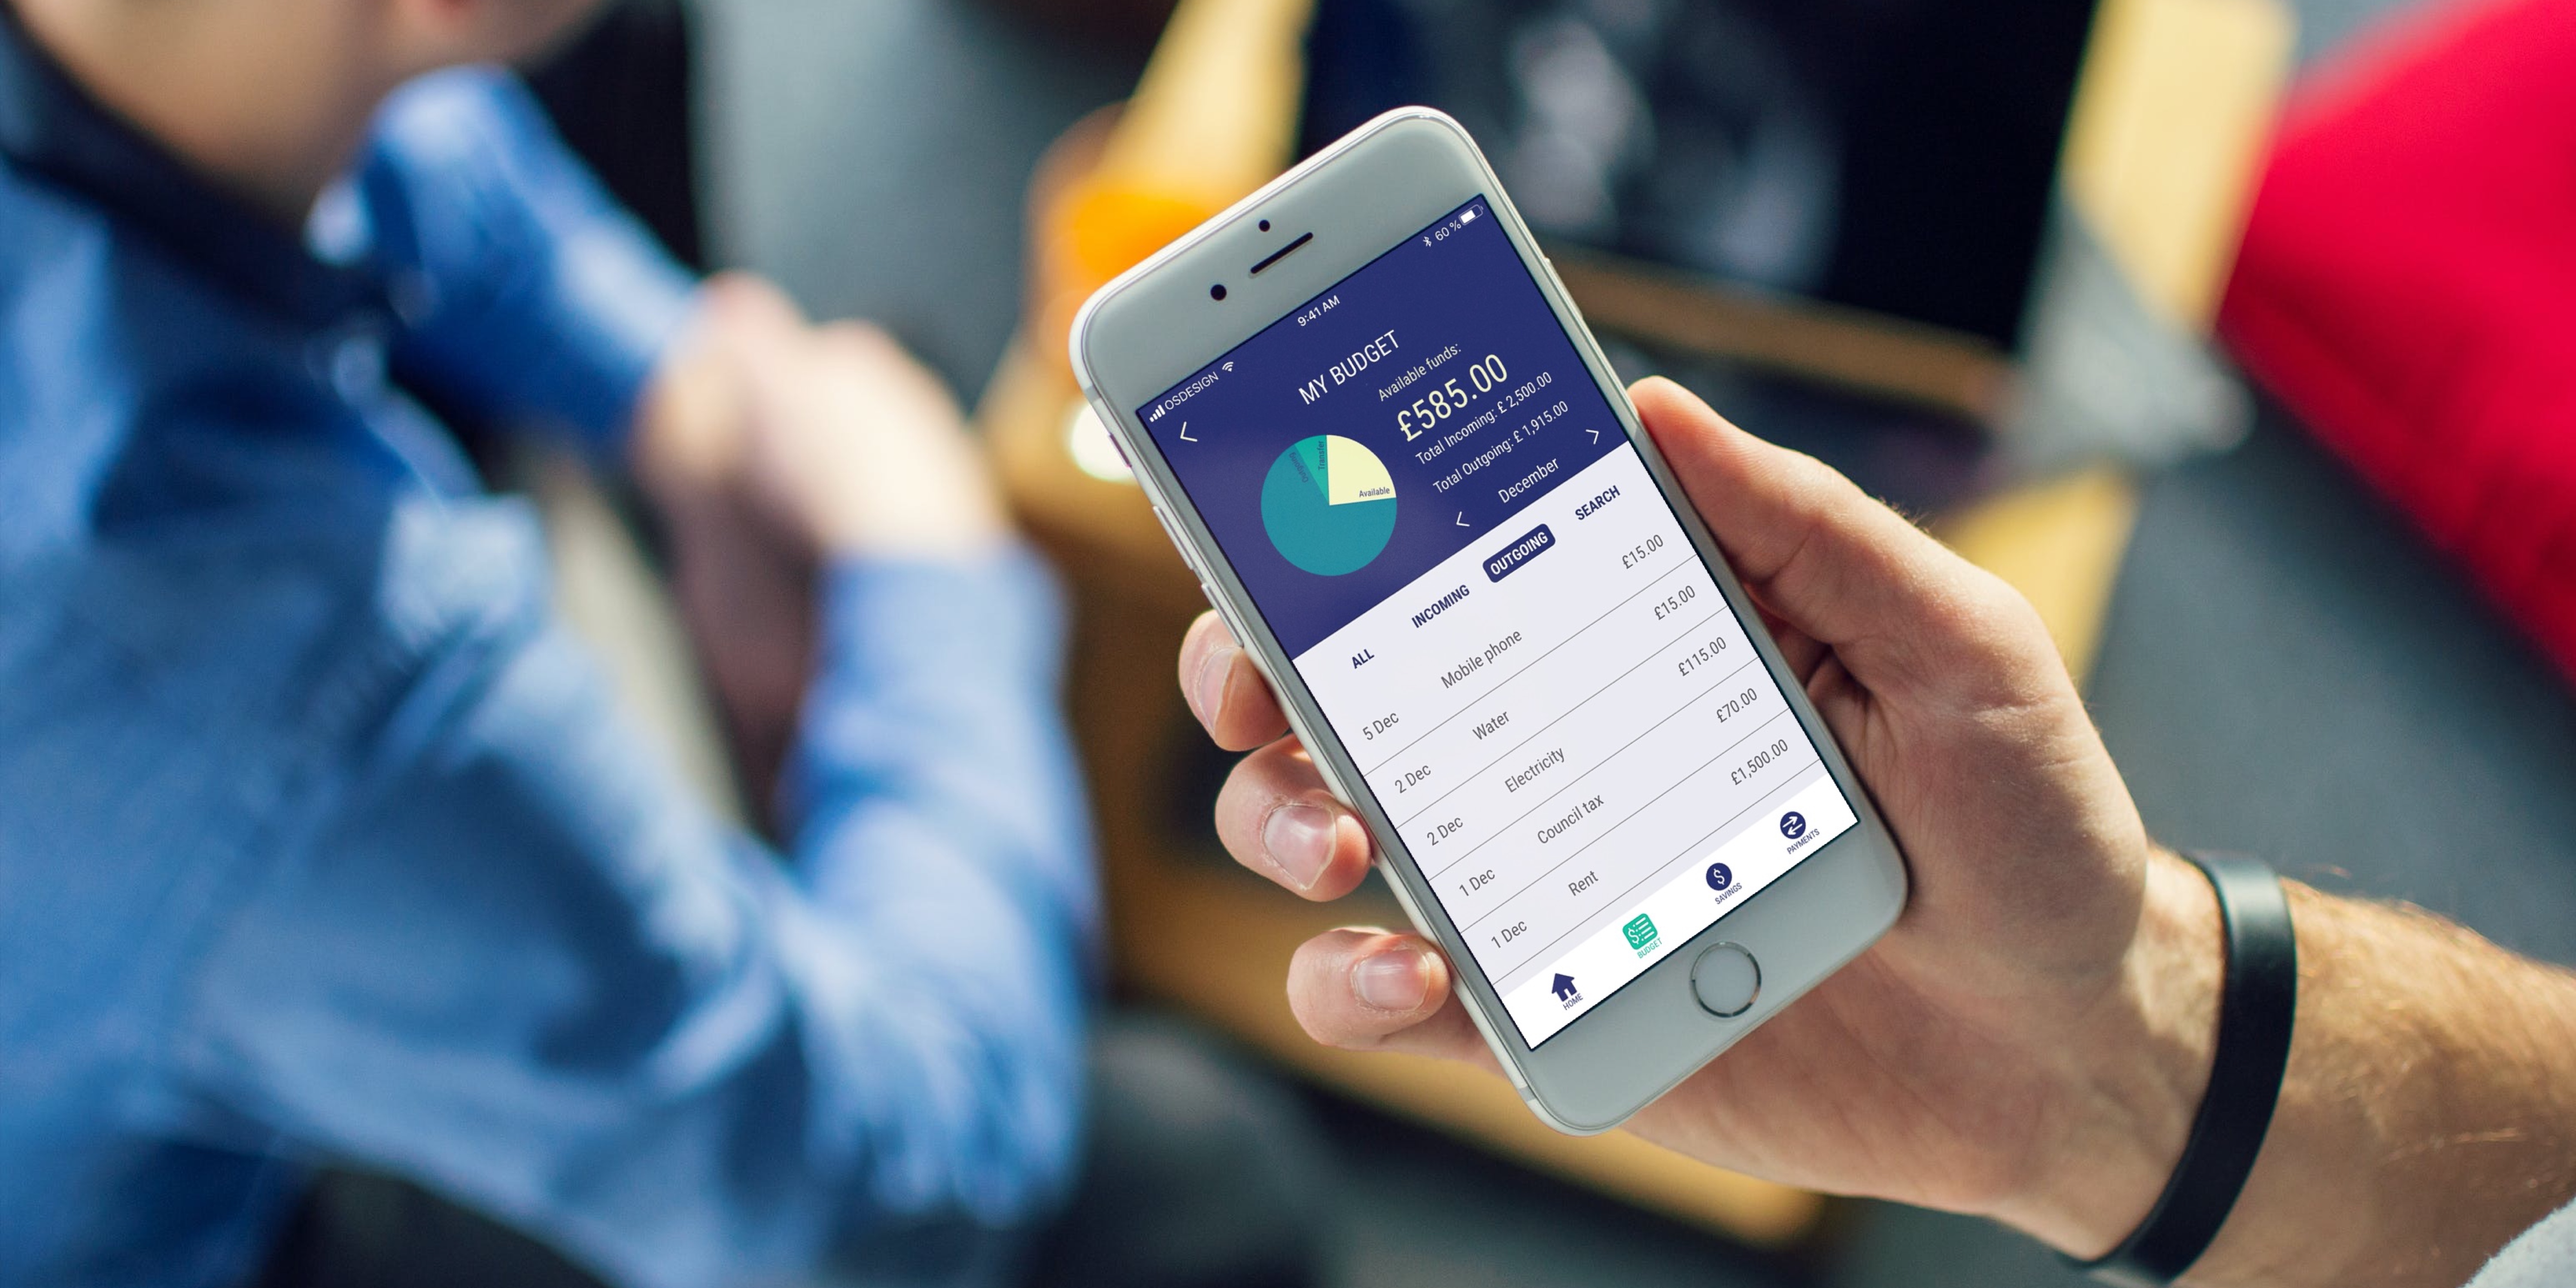 OSDESIGN 9:41 AM 60 %
MY BUDGET
Available funds:
£585.00
Total Incoming: £ 2,500.00
Total Outgoing: £ 1,915.00
Outgoing
Transfer
Available
< December >
ALL INCOMING OUTGOING SEARCH
5 Dec Mobile phone £15.00
2 Dec Water £15.00
2 Dec Electricity £115.00
1 Dec Council tax £70.00
1 Dec Rent £1,500.00
HOME BUDGET SAVINGS PAYMENTS